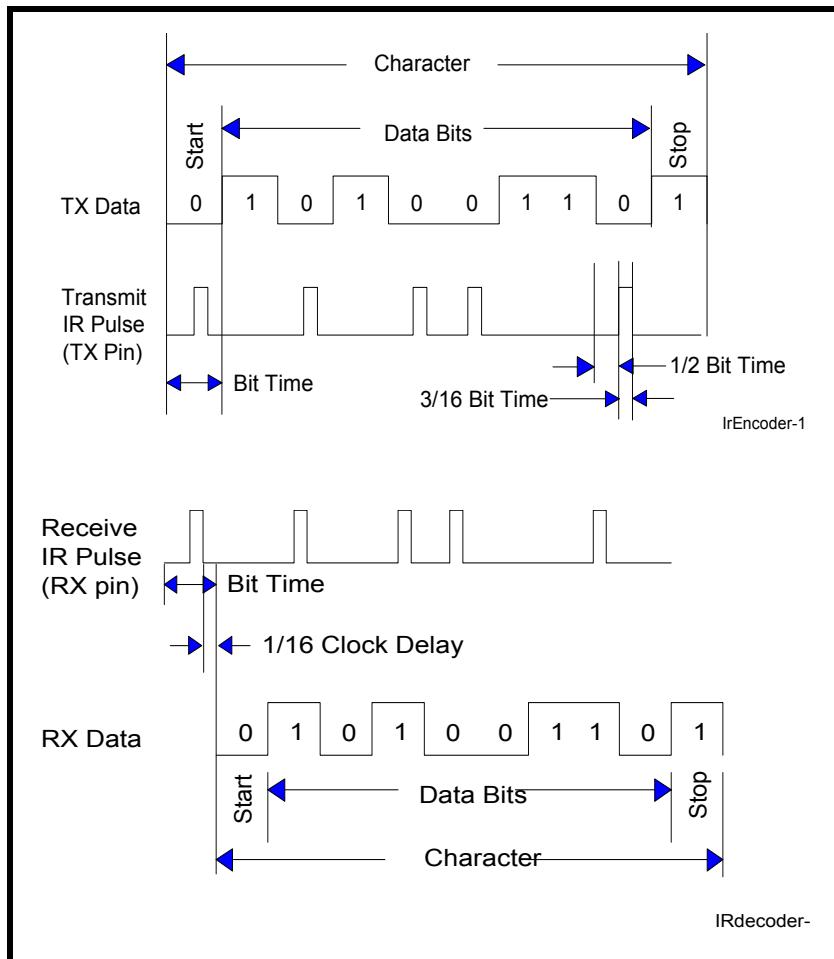 Character
Start
Data Bits
Stop
TX Data
0 1 0 1 0 0 1 1 0 1
Transmit
IR Pulse
(TX Pin)
Bit Time
1/2 Bit Time
3/16 Bit Time
IrEncoder-1
Receive
IR Pulse
(RX pin)
Bit Time
1/16 Clock Delay
RX Data
0 1 0 1 0 0 1 1 0 1
Start
Data Bits
Stop
Character
IRdecoder-